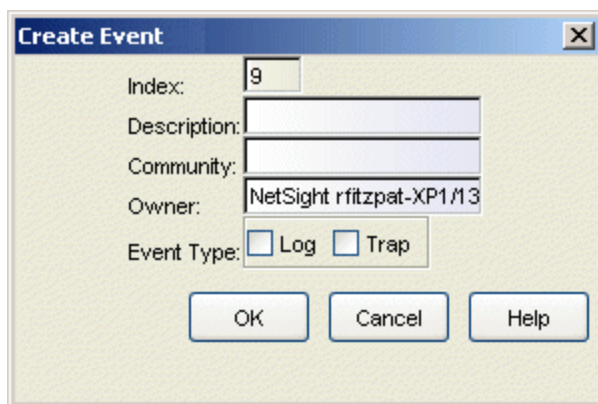 Create Event
Index: 9
Description:
Community:
Owner: NetSight rfitzpat-XP1/13
Event Type: Log Trap
OK Cancel Help